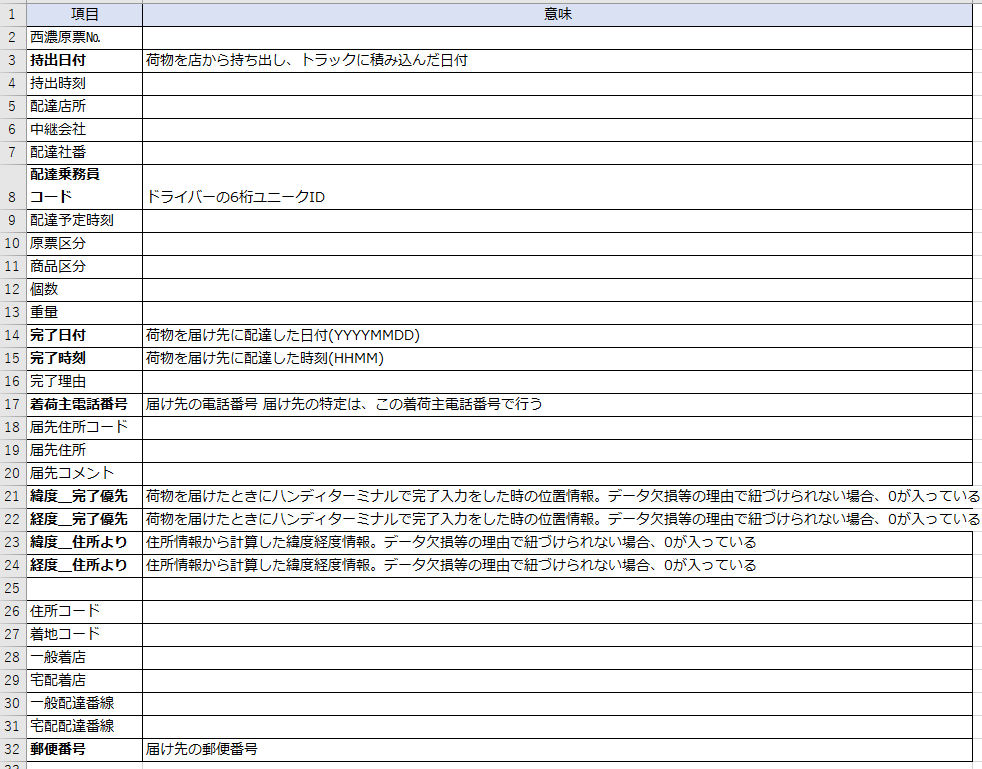 1 項目 意味
2 西濃原票№
3 持出日付 荷物を店から持ち出し、トラックに積み込んだ日付
4 持出時刻
5 配達店所
6 中継会社
7 配達社番
配達乗務員
8 コード ドライバーの6桁ユニークID
9 配達予定時刻
10 原票区分
11 商品区分
12 個数
13 重量
14 完了日付 荷物を届け先に配達した日付(YYYYMMDD)
15 完了時刻 荷物を届け先に配達した時刻(HHMM)
16 完了理由
17 着荷主電話番号 届け先の電話番号 届け先の特定は、この着荷主電話番号で行う
18 届先住所コード
19 届先住所
20 届先コメント
21 緯度__完了優先 荷物を届けたときにハンディターミナルで完了入力をした時の位置情報。データ欠損等の理由で紐づけられない場合、0が入っている
22 経度__完了優先 荷物を届けたときにハンディターミナルで完了入力をした時の位置情報。データ欠損等の理由で紐づけられない場合、0が入っている
23 緯度__住所より 住所情報から計算した緯度経度情報。データ欠損等の理由で紐づけられない場合、0が入っている
24 経度__住所より 住所情報から計算した緯度経度情報。データ欠損等の理由で紐づけられない場合、0が入っている
25
26 住所コード
27 着地コード
28 一般着店
29 宅配着店
30 一般配達番線
31 宅配配達番線
32 郵便番号 届け先の郵便番号